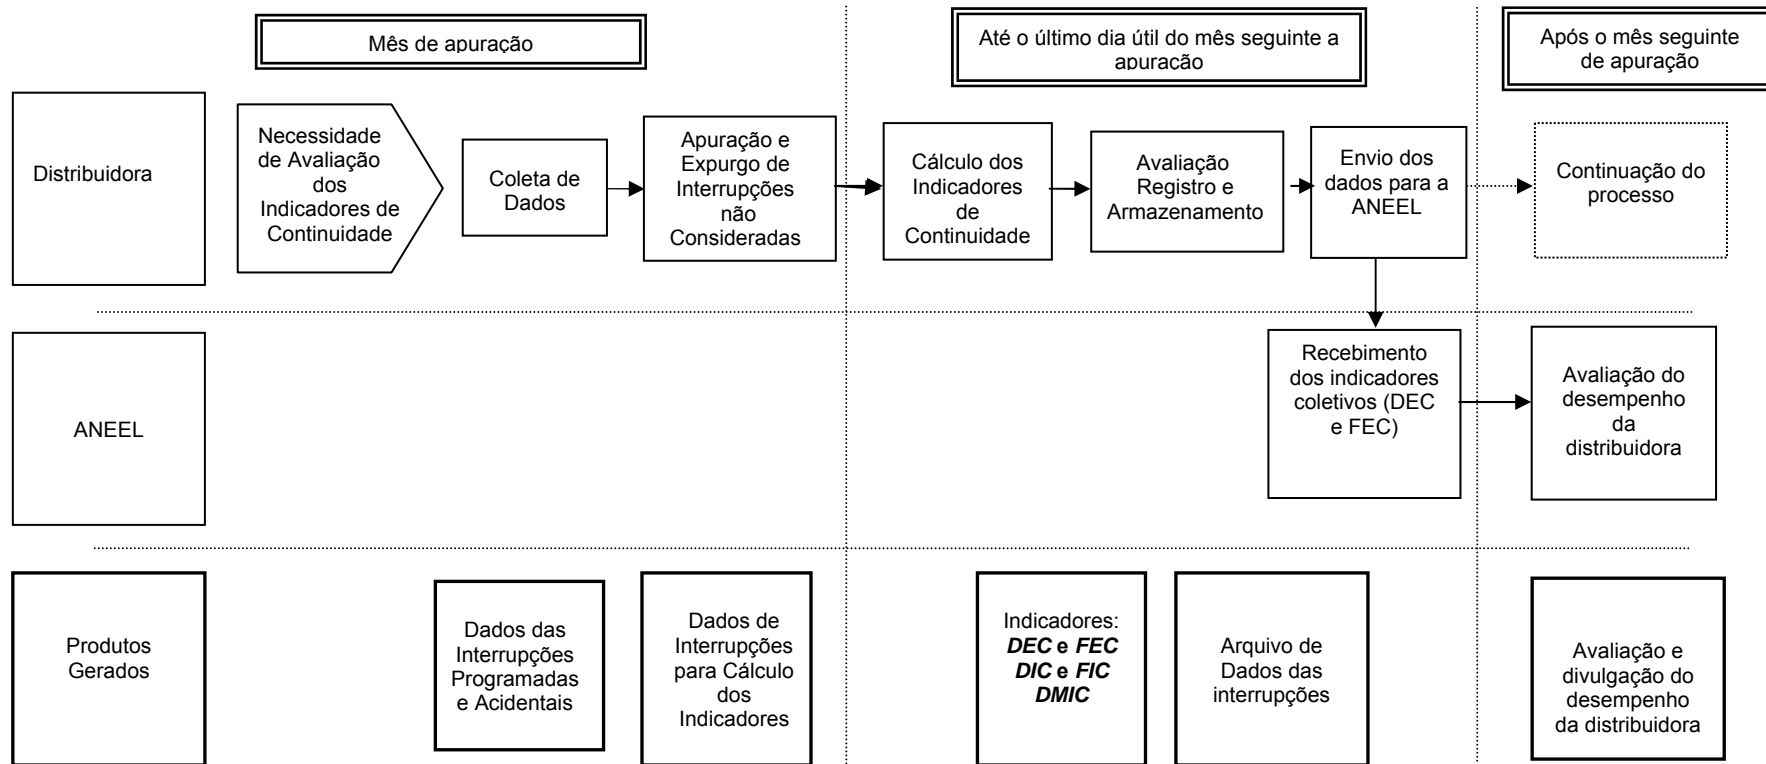 Mês de apuração
Até o último dia útil do mês seguinte a
apuração
Após o mês seguinte
de apuração
Distribuidora
Necessidade
de Avaliação
dos
Indicadores de
Continuidade
Coleta de
Dados
Apuração e
Expurgo de
Interrupções
não
Consideradas
Cálculo dos
Indicadores
de
Continuidade
Avaliação
Registro e
Armazenamento
Envio dos
dados para a
ANEEL
Continuação do
processo
ANEEL
Recebimento
dos indicadores
coletivos (DEC
e FEC)
Avaliação do
desempenho
da
distribuidora
Produtos
Gerados
Dados das
Interrupções
Programadas
e Acidentais
Dados de
Interrupções
para Cálculo
dos
Indicadores
Indicadores:
DEC e FEC
DIC e FIC
DMIC
Arquivo de
Dados das
interrupções
Avaliação e
divulgação do
desempenho
da distribuidora